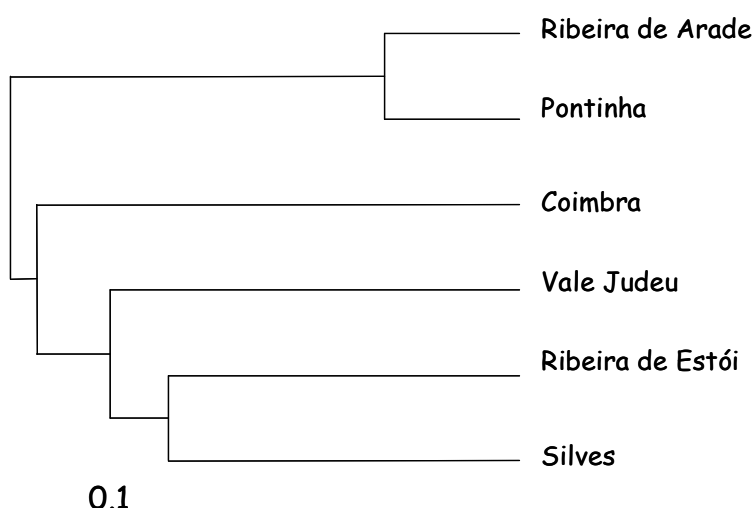 Ribeira de Arade
Pontinha
Coimbra
Vale Judeu
Ribeira de Estói
Silves
0.1